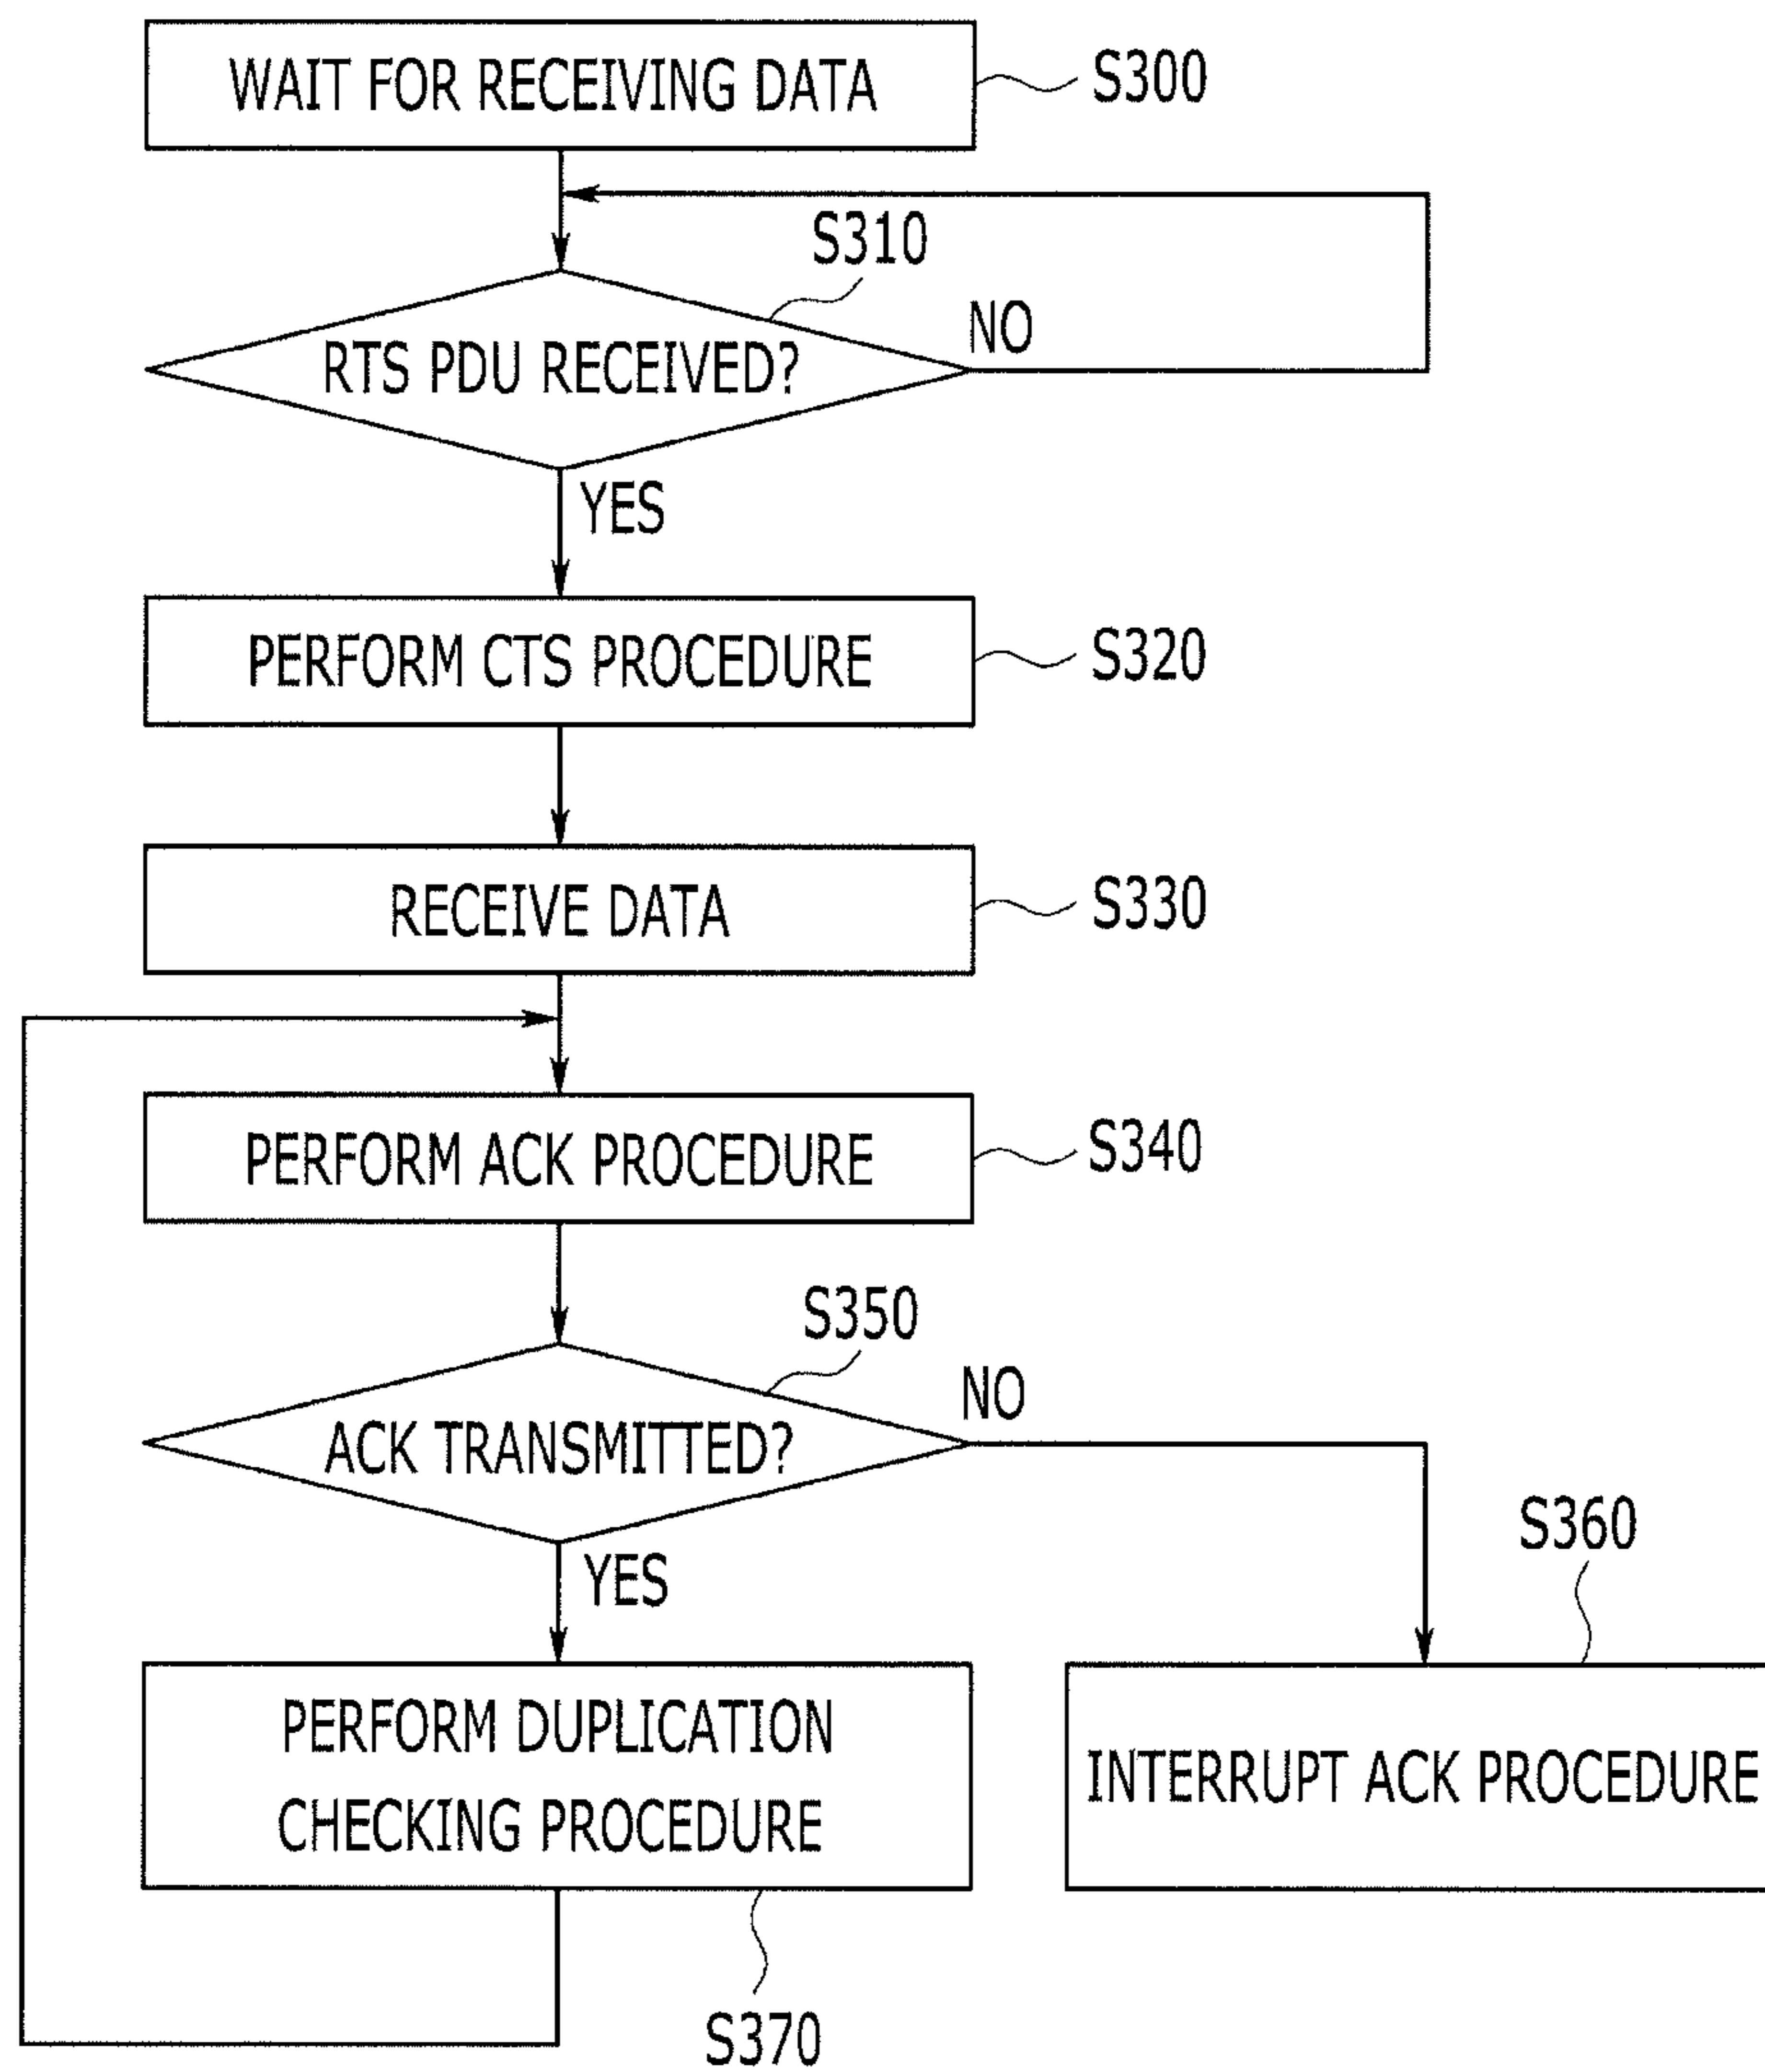 WAIT FOR RECEIVING DATA
S300
S310
RTS PDU RECEIVED?
NO
YES
PERFORM CTS PROCEDURE
S320
RECEIVE DATA
S330
PERFORM ACK PROCEDURE
S340
S350
ACK TRANSMITTED?
NO
YES
S360
PERFORM DUPLICATION
CHECKING PROCEDURE
INTERRUPT ACK PROCEDURE
S370